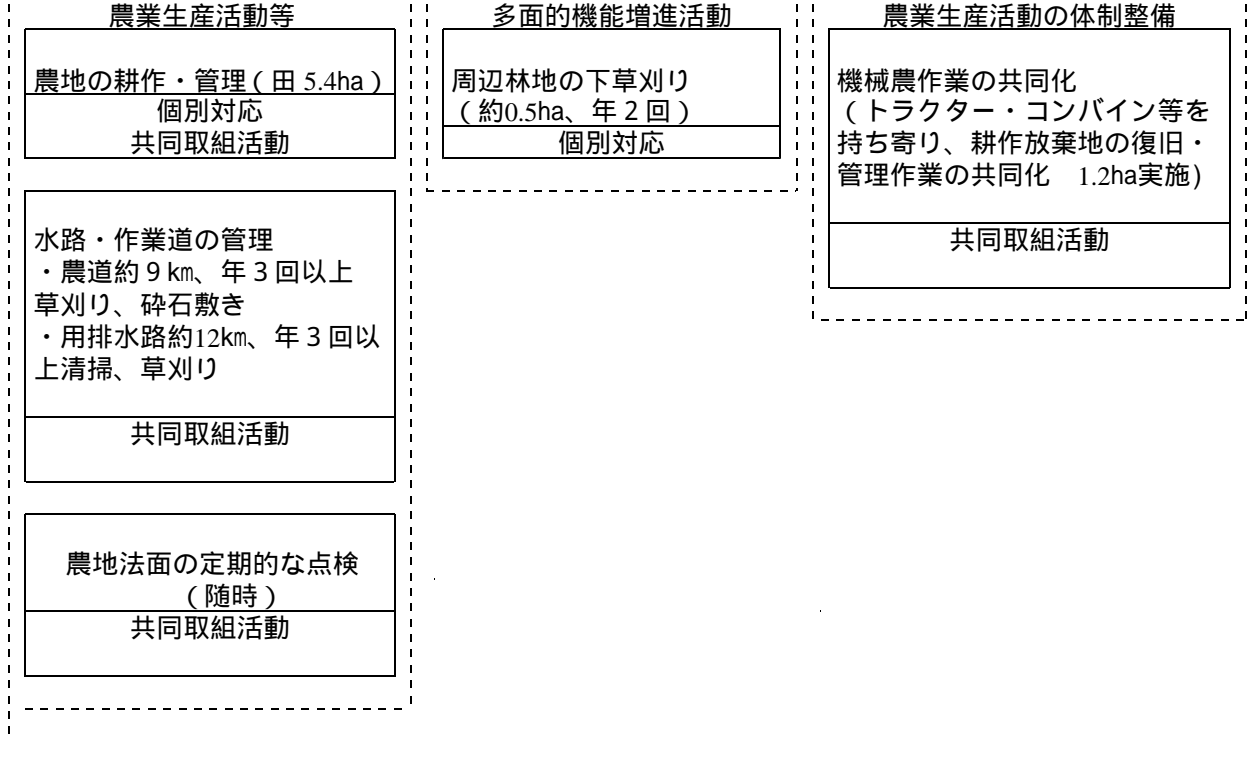 農業生産活動等
農地の耕作・管理(田 5.4ha)
個別対応
共同取組活動
水路・作業道の管理
・農道約9㎞、年3回以上
草刈り、砕石敷き
・用排水路約12㎞、年3回以
上清掃、草刈り
共同取組活動
農地法面の定期的な点検
(随時)
共同取組活動
多面的機能増進活動
周辺林地の下草刈り
(約0.5ha、年2回)
個別対応
農業生産活動の体制整備
機械農作業の共同化
(トラクター・コンバイン等を
持ち寄り、耕作放棄地の復旧・
管理作業の共同化 1.2ha実施)
共同取組活動